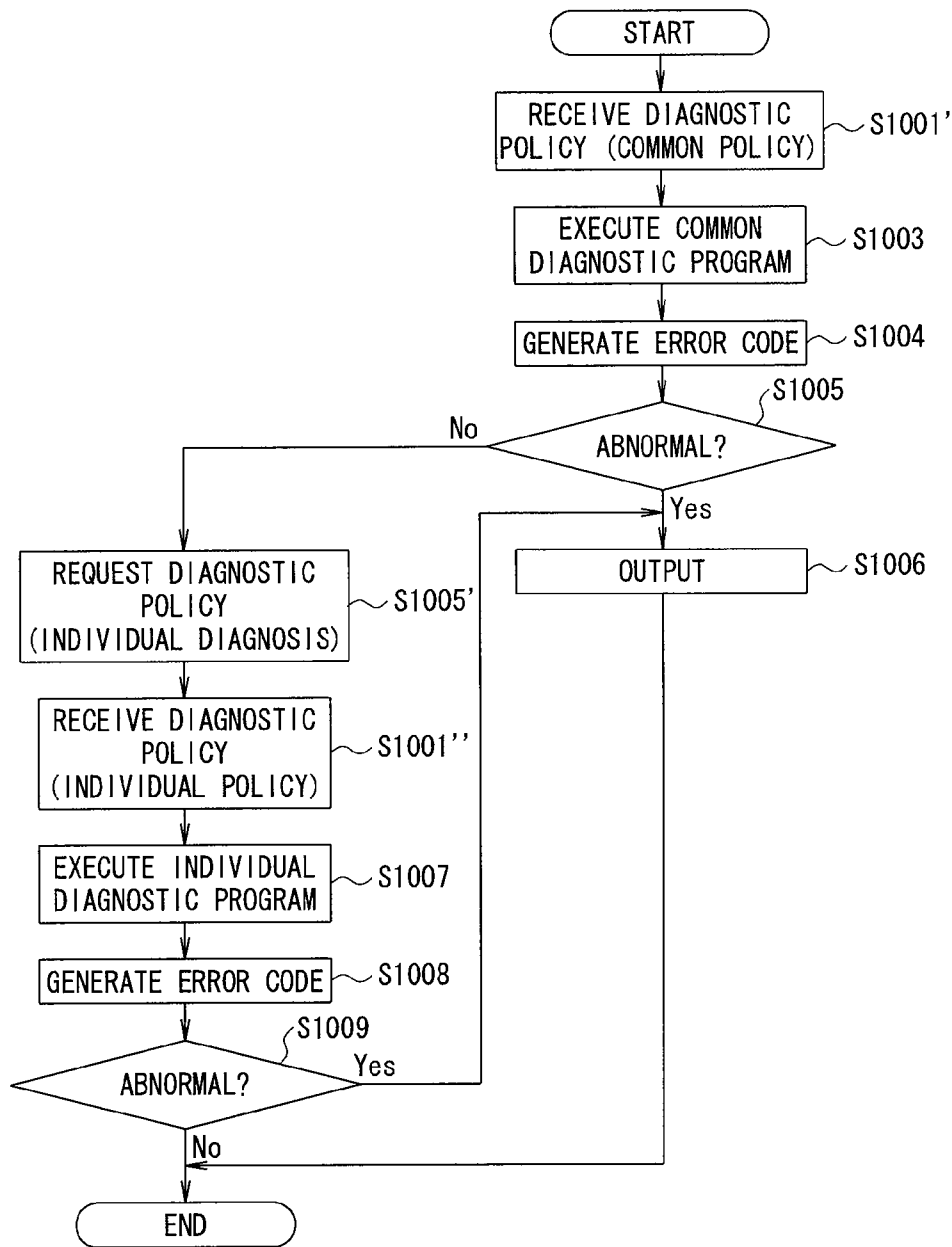 START
RECEIVE DIAGNOSTIC
POLICY (COMMON POLICY)
S1001'
EXECUTE COMMON
DIAGNOSTIC PROGRAM
S1003
GENERATE ERROR CODE
S1004
S1005
ABNORMAL?
No
Yes
OUTPUT
S1006
REQUEST DIAGNOSTIC
POLICY
(INDIVIDUAL DIAGNOSIS)
S1005'
RECEIVE DIAGNOSTIC
POLICY
(INDIVIDUAL POLICY)
S1001''
EXECUTE INDIVIDUAL
DIAGNOSTIC PROGRAM
S1007
GENERATE ERROR CODE
S1008
S1009
ABNORMAL?
Yes
No
END